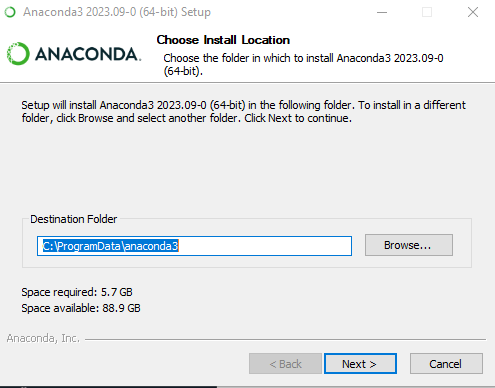 Anaconda3 2023.09-0 (64-bit) Setup
ANACONDA.
Choose Install Location
Choose the folder in which to install Anaconda3 2023.09-0
(64-bit).
Setup will install Anaconda3 2023.09-0 (64-bit) in the following folder. To install in a different
folder, click Browse and select another folder. Click Next to continue.
Destination Folder
C:\ProgramData\anaconda3
Browse...
Space required: 5.7 GB
Space available: 88.9 GB
Anaconda, Inc.
< Back
Next >
Cancel